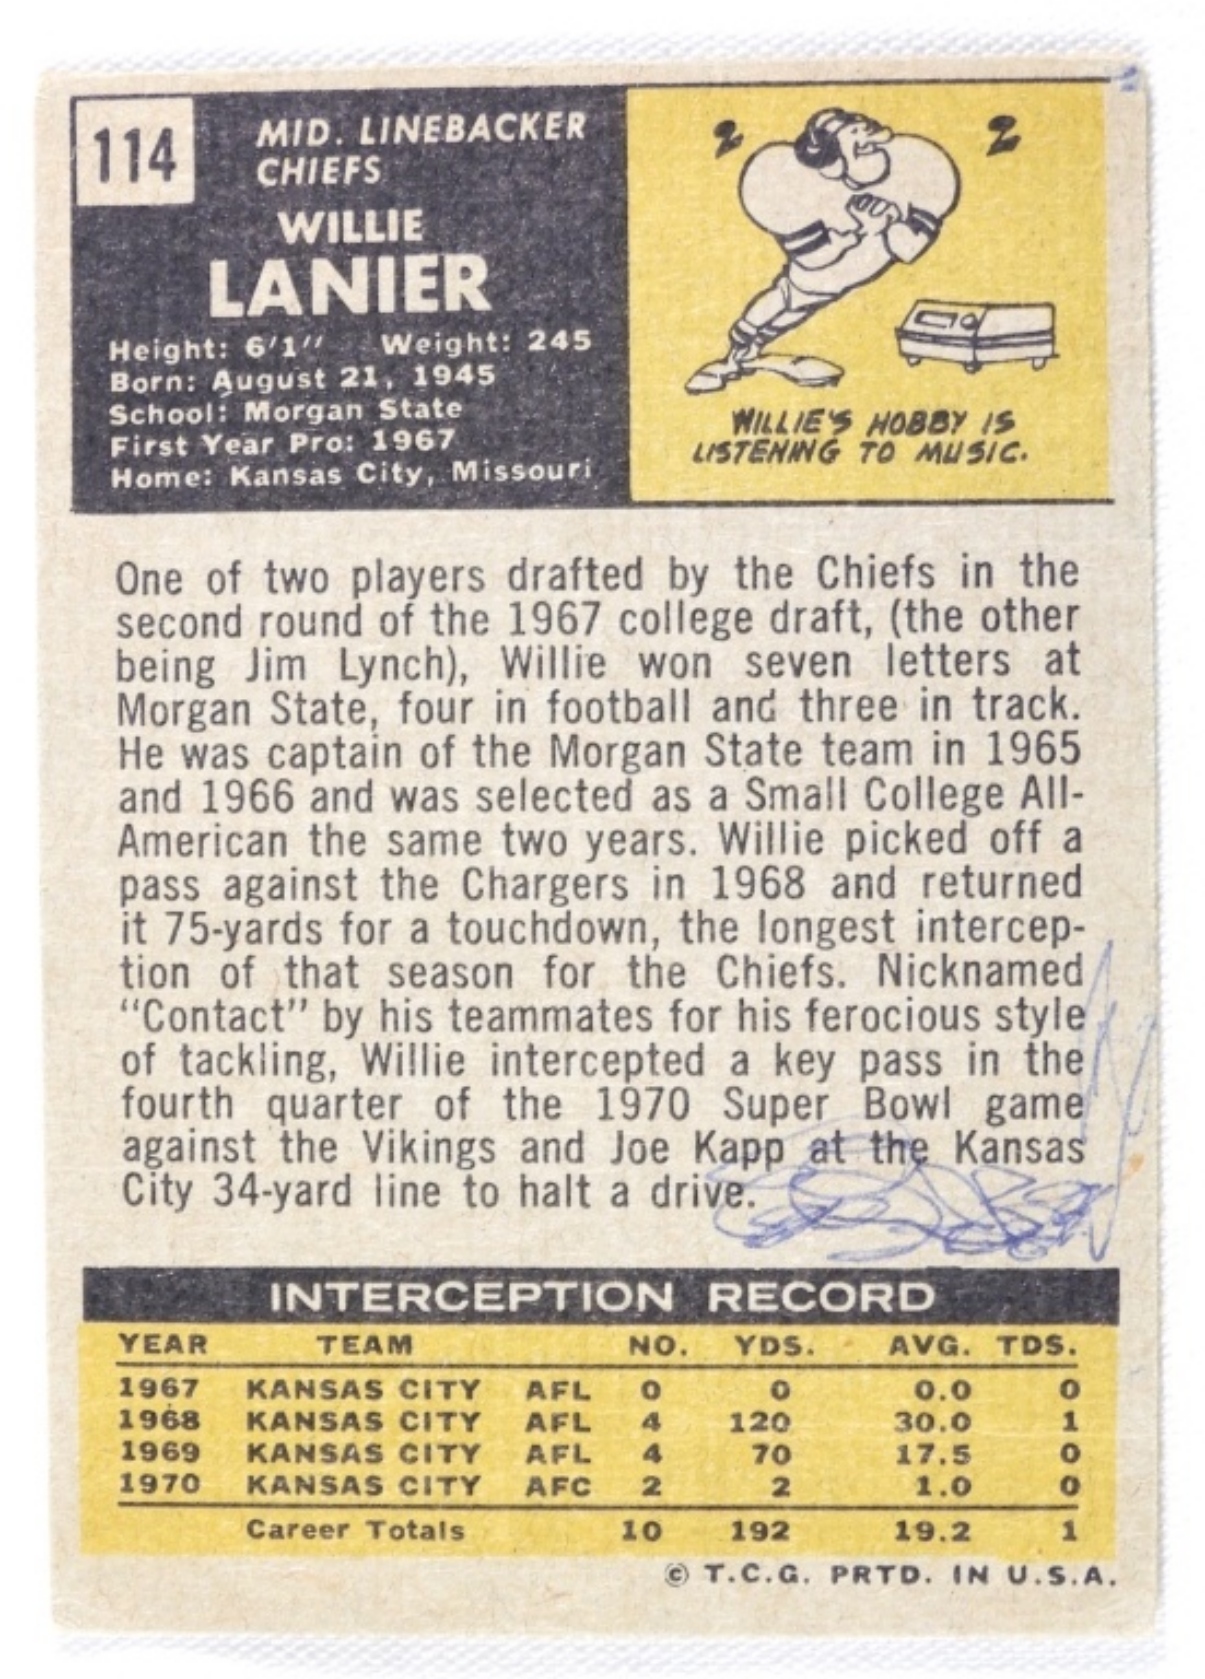 114
MID. LINEBACKER
CHIEFS
WILLIE
LANIER
Height: 6'1" Weight: 245
Born: August 21, 1945
School: Morgan State
First Year Pro: 1967
Home: Kansas City, Missouri
WILLIE'S HOBBY IS
LISTENING TO MUSIC.
One of two players drafted by the Chiefs in the
second round of the 1967 college draft, (the other
being Jim Lynch), Willie won seven letters at
Morgan State, four in football and three in track.
He was captain of the Morgan State team in 1965
and 1966 and was selected as a Small College All-
American the same two years. Willie picked off a
pass against the Chargers in 1968 and returned
it 75-yards for a touchdown, the longest intercep-
tion of that season for the Chiefs. Nicknamed
"Contact" by his teammates for his ferocious style
of tackling, Willie intercepted a key pass in the
fourth quarter of the 1970 Super Bowl game
against the Vikings and Joe Kapp at the Kansas
City 34-yard line to halt a drive.
INTERCEPTION RECORD
YEAR TEAM NO. YDS. AVG. TDS.
1967 KANSAS CITY AFL 0 0 0.0 0
1968 KANSAS CITY AFL 4 120 30.0 1
1969 KANSAS CITY AFL 4 70 17.5 0
1970 KANSAS CITY AFC 2 2 1.0 0
Career Totals 10 192 19.2 1
© T.C.G. PRTD. IN U.S.A.